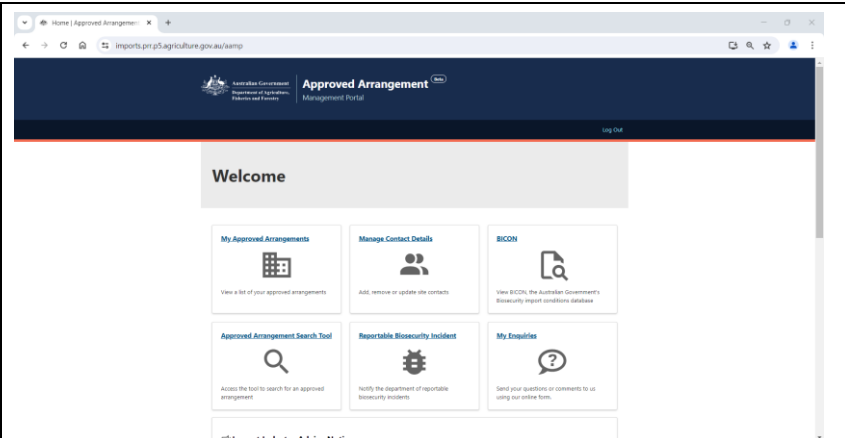 Home | Approved Arrangemen
imports.prr.p5.agriculture.gov.au/aamp
Australian Government
Department of Agriculture,
Fisheries and Forestry
Approved Arrangement Beta
Management Portal
Log Out
Welcome
My Approved Arrangements
View a list of your approved arrangements
Manage Contact Details
Add, remove or update site contacts
BICON
View BICON, the Australian Government's
Biosecurity import conditions database
Approved Arrangement Search Tool
Access the tool to search for an approved
arrangement
Reportable Biosecurity Incident
Notify the department of reportable
biosecurity incidents
My Enquiries
Send your questions or comments to us
using our online form.